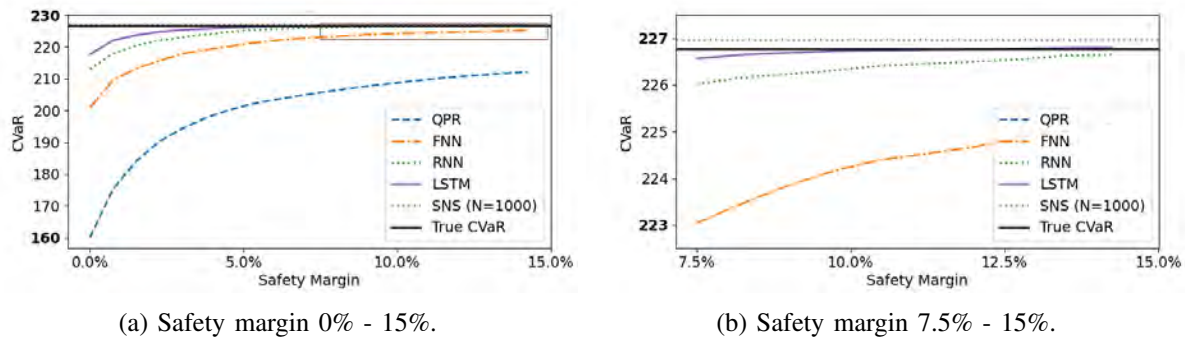 230
220
210
200
190
180
170
160
CVaR
QPR
FNN
RNN
LSTM
SNS (N=1000)
True CVaR
0.0%
5.0%
10.0%
15.0%
Safety Margin
(a) Safety margin 0% - 15%.
227
226
225
224
223
CVaR
QPR
FNN
RNN
LSTM
SNS (N=1000)
True CVaR
7.5%
10.0%
12.5%
15.0%
Safety Margin
(b) Safety margin 7.5% - 15%.